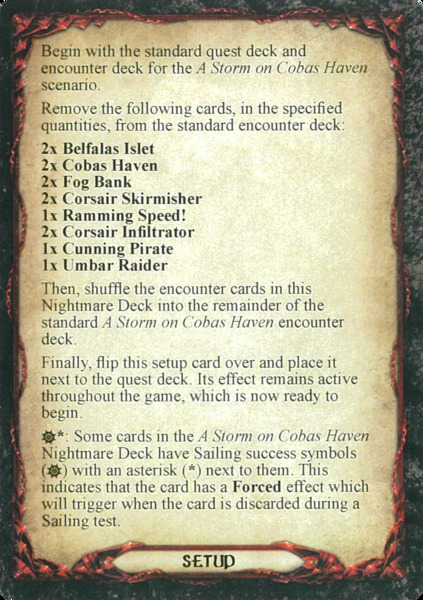 Begin with the standard quest deck and
encounter deck for the A Storm on Cobas Haven
scenario.
Remove the following cards, in the specified
quantities, from the standard encounter deck:
2x Belfalas Islet
2x Cobas Haven
2x Fog Bank
2x Corsair Skirmisher
1x Ramming Speed!
2x Corsair Infiltrator
1x Cunning Pirate
1x Umbar Raider
Then, shuffle the encounter cards in this
Nightmare Deck into the remainder of the
standard A Storm on Cobas Haven encounter
deck.
Finally, flip this setup card over and place it
next to the quest deck. Its effect remains active
throughout the game, which is now ready to
begin.
*: Some cards in the A Storm on Cobas Haven
Nightmare Deck have Sailing success symbols
() with an asterisk (*) next to them. This
indicates that the card has a Forced effect which
will trigger when the card is discarded during a
Sailing test.
SETUP